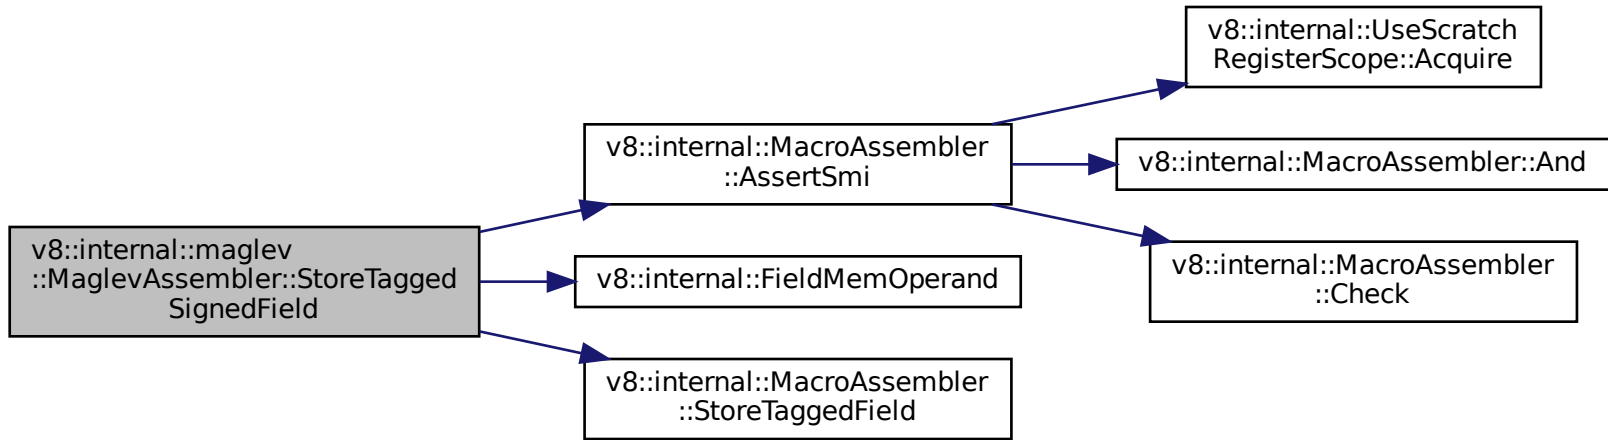 v8::internal::maglev
::MaglevAssembler::StoreTagged
SignedField
v8::internal::MacroAssembler
::AssertSmi
v8::internal::UseScratch
RegisterScope::Acquire
v8::internal::MacroAssembler::And
v8::internal::MacroAssembler
::Check
v8::internal::FieldMemOperand
v8::internal::MacroAssembler
::StoreTaggedField